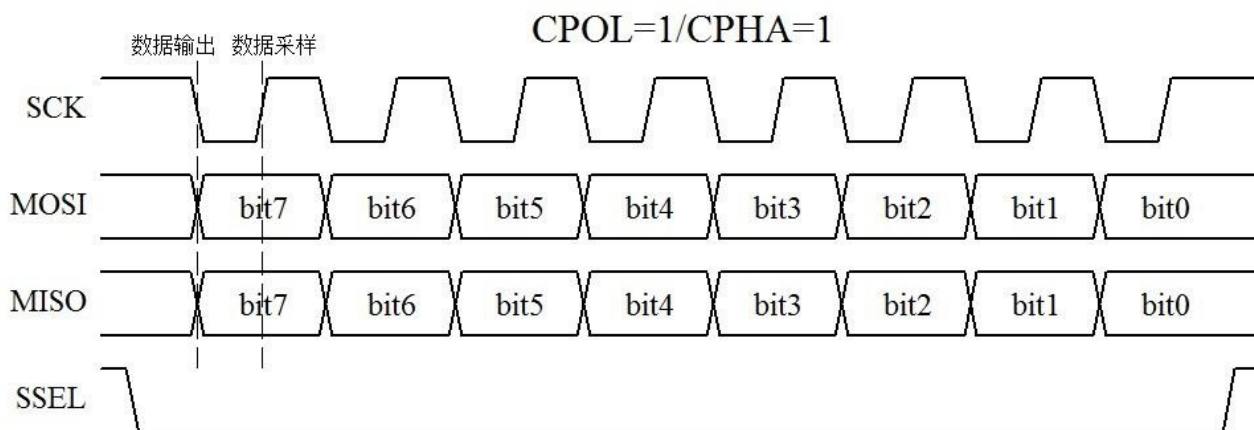 CPOL=1/CPHA=1
数据输出 数据采样
SCK
MOSI bit7 bit6 bit5 bit4 bit3 bit2 bit1 bit0
MISO bit7 bit6 bit5 bit4 bit3 bit2 bit1 bit0
SSEL